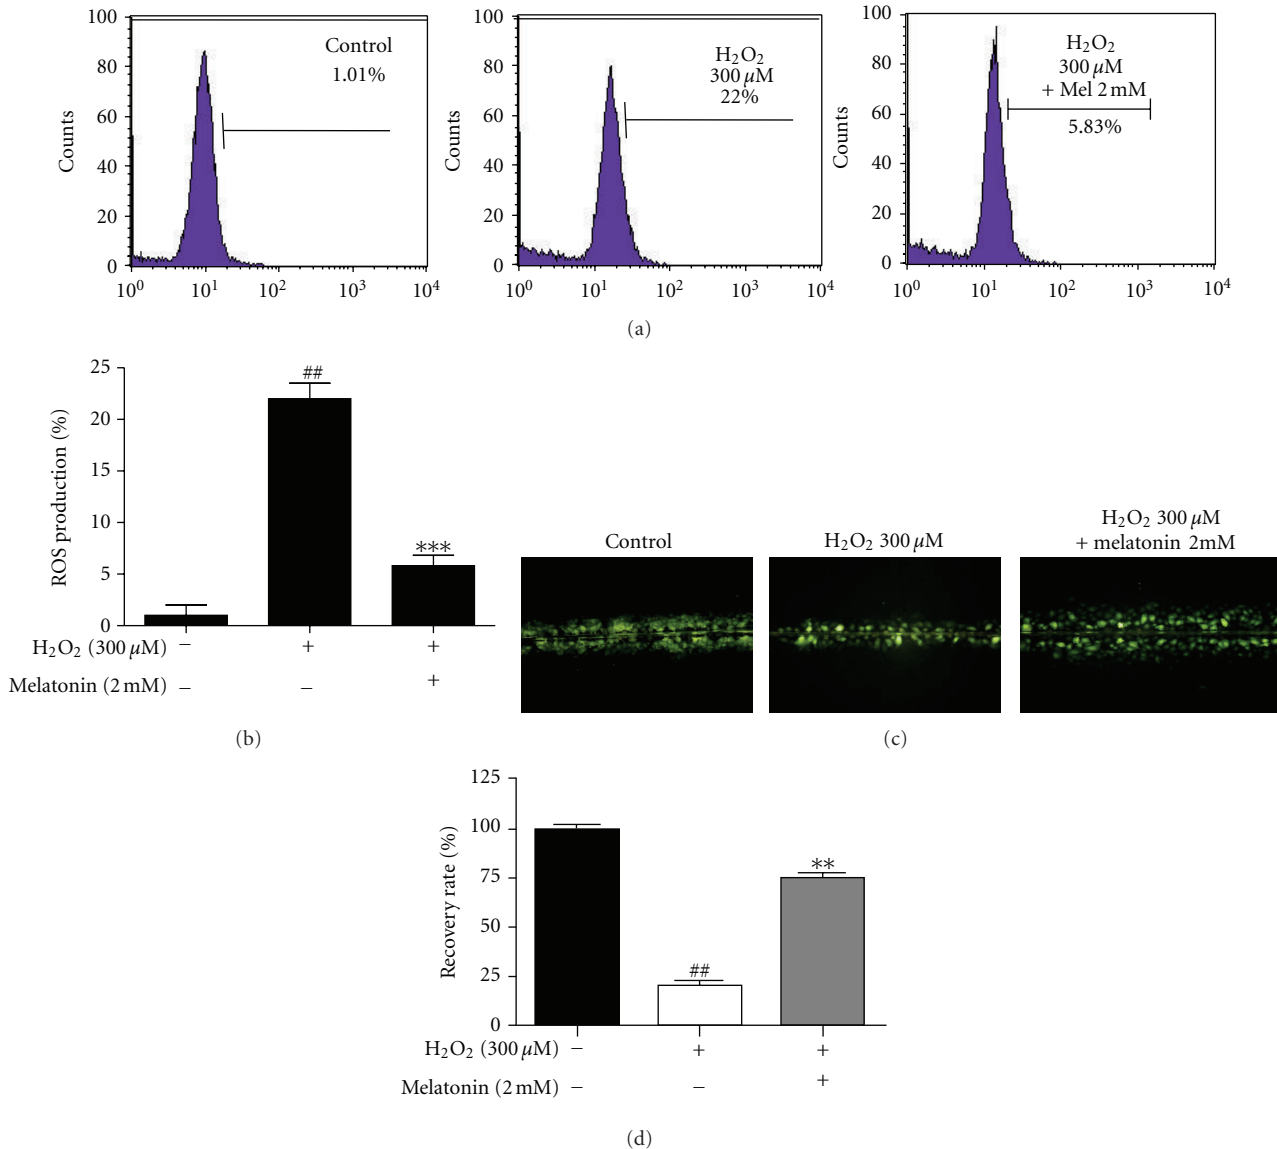 100
80
60
40
20
0
Counts
Control
1.01%
10⁰ 10¹ 10² 10³ 10⁴
100
80
60
40
20
0
Counts
H₂O₂
300 µM
22%
10⁰ 10¹ 10² 10³ 10⁴
100
80
60
40
20
0
Counts
H₂O₂
300 µM
+ Mel 2 mM
5.83%
10⁰ 10¹ 10² 10³ 10⁴
(a)
25
20
15
10
5
0
ROS production (%)
##
***
H₂O₂ (300 µM) − + +
Melatonin (2 mM) − − +
(b)
Control
H₂O₂ 300 µM
H₂O₂ 300 µM
+ melatonin 2mM
(c)
125
100
75
50
25
0
Recovery rate (%)
##
**
H₂O₂ (300 µM) − + +
Melatonin (2 mM) − − +
(d)